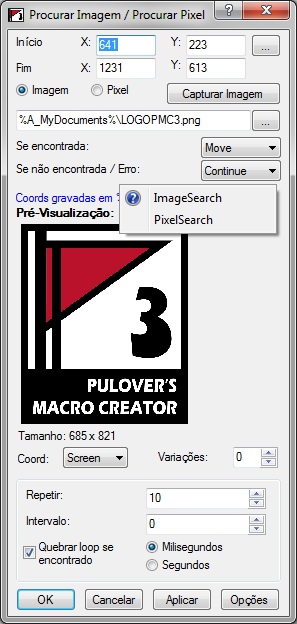 Procurar Imagem / Procurar Pixel
Início X: 641 Y: 223 ...
Fim X: 1231 Y: 613
Imagem Pixel Capturar Imagem
%A_MyDocuments%\LOGOPMC3.png ...
Se encontrada: Move
Se não encontrada / Erro: Continue
ImageSearch
PixelSearch
Coords gravadas em
Pré-Visualização:
3
PULOVER'S
MACRO CREATOR
Tamanho: 685 x 821
Coord: Screen Variações: 0
Repetir: 10
Intervalo: 0
Quebrar loop se encontrado
Milisegundos
Segundos
OK Cancelar Aplicar Opções